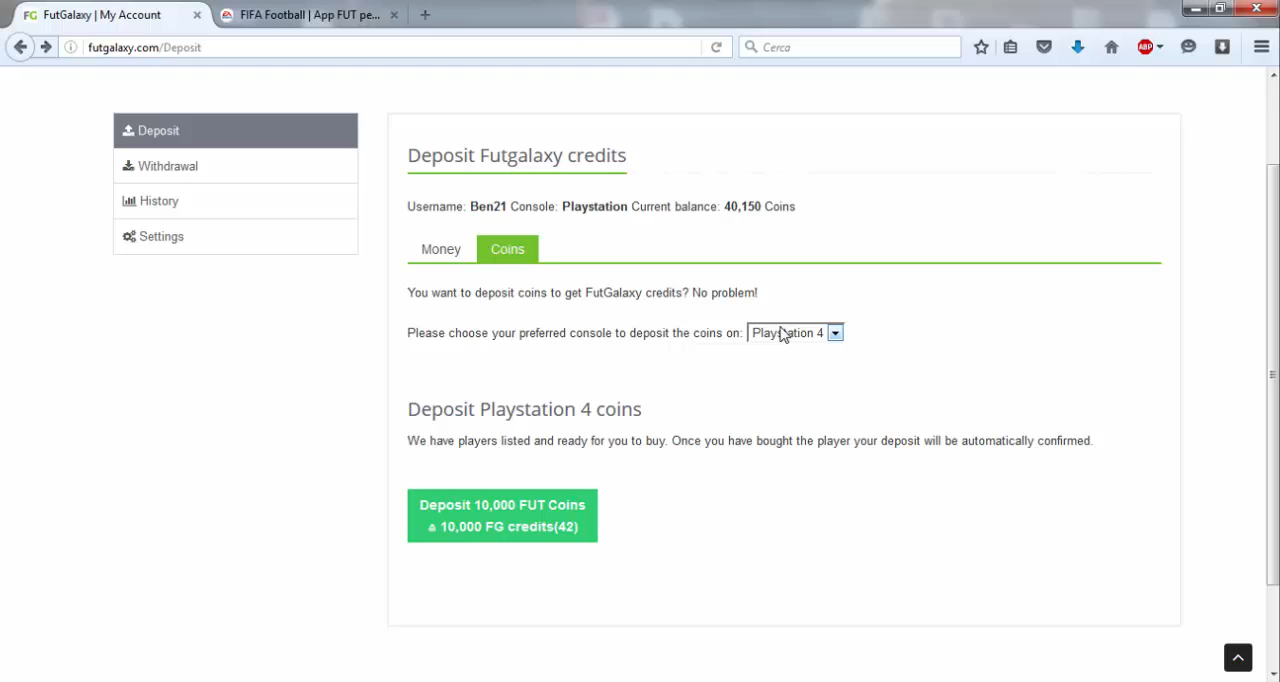 FG FutGalaxy | My Account
FIFA Football | App FUT pe...
futgalaxy.com/Deposit
Cerca
ABP
Deposit
Withdrawal
History
Settings
Deposit Futgalaxy credits
Username: Ben21 Console: Playstation Current balance: 40,150 Coins
Money
Coins
You want to deposit coins to get FutGalaxy credits? No problem!
Please choose your preferred console to deposit the coins on: Playstation 4
Deposit Playstation 4 coins
We have players listed and ready for you to buy. Once you have bought the player your deposit will be automatically confirmed.
Deposit 10,000 FUT Coins
10,000 FG credits(42)